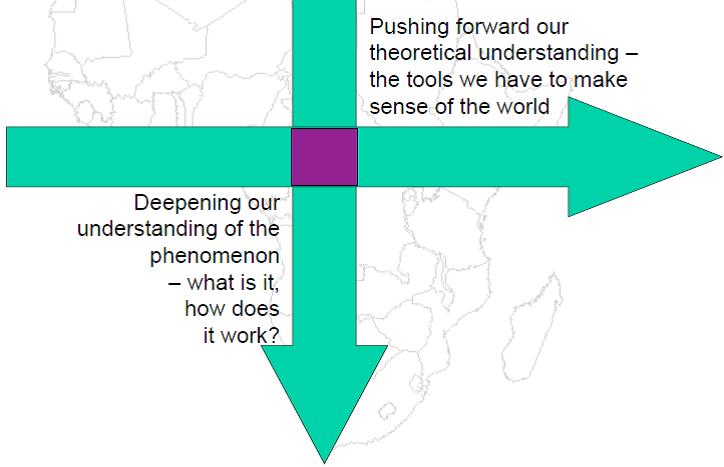 Pushing forward our
theoretical understanding –
the tools we have to make
sense of the world
Deepening our
understanding of the
phenomenon
– what is it,
how does
it work?